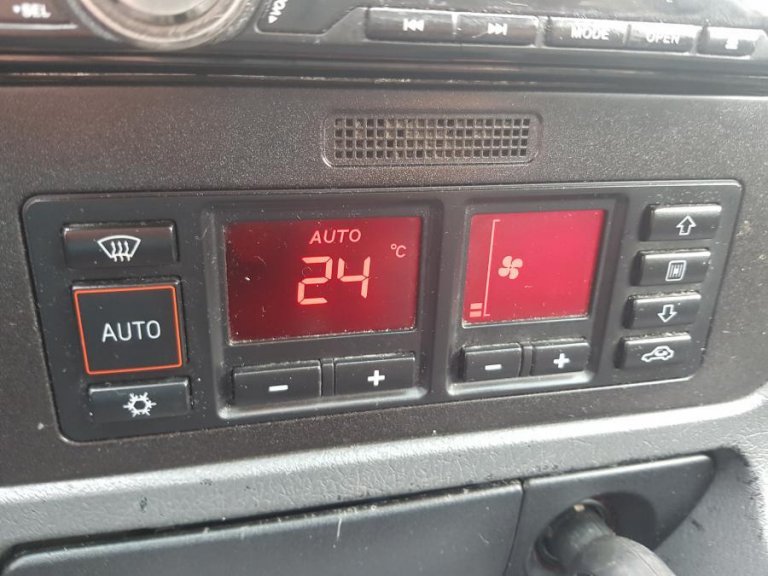 SEL
MODE
OPEN
AUTO
°C
24
AUTO
- +
- +